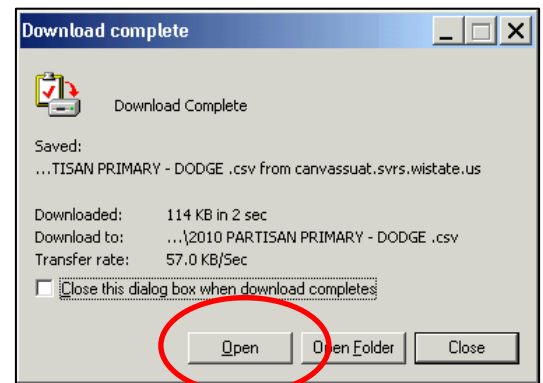 Download complete
Download Complete
Saved:
...TISAN PRIMARY - DODGE .csv from canvassuat.svrs.wistate.us
Downloaded: 114 KB in 2 sec
Download to: ...\2010 PARTISAN PRIMARY - DODGE .csv
Transfer rate: 57.0 KB/Sec
Close this dialog box when download completes
Open Open Folder Close